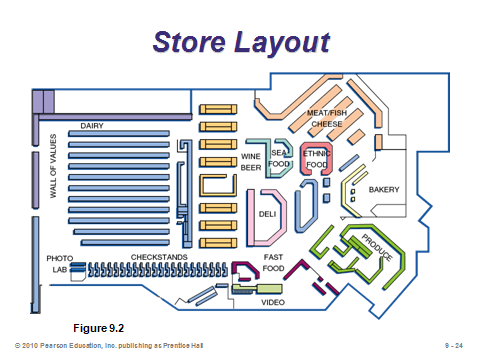 Store Layout
MEAT/FISH
CHEESE
DAIRY
WALL OF VALUES
WINE
BEER
SEA
FOOD
ETHNIC
FOOD
BAKERY
DELI
PRODUCE
PHOTO
LAB
CHECKSTANDS
FAST
FOOD
VIDEO
Figure 9.2
© 2010 Pearson Education, Inc. publishing as Prentice Hall
9 - 24